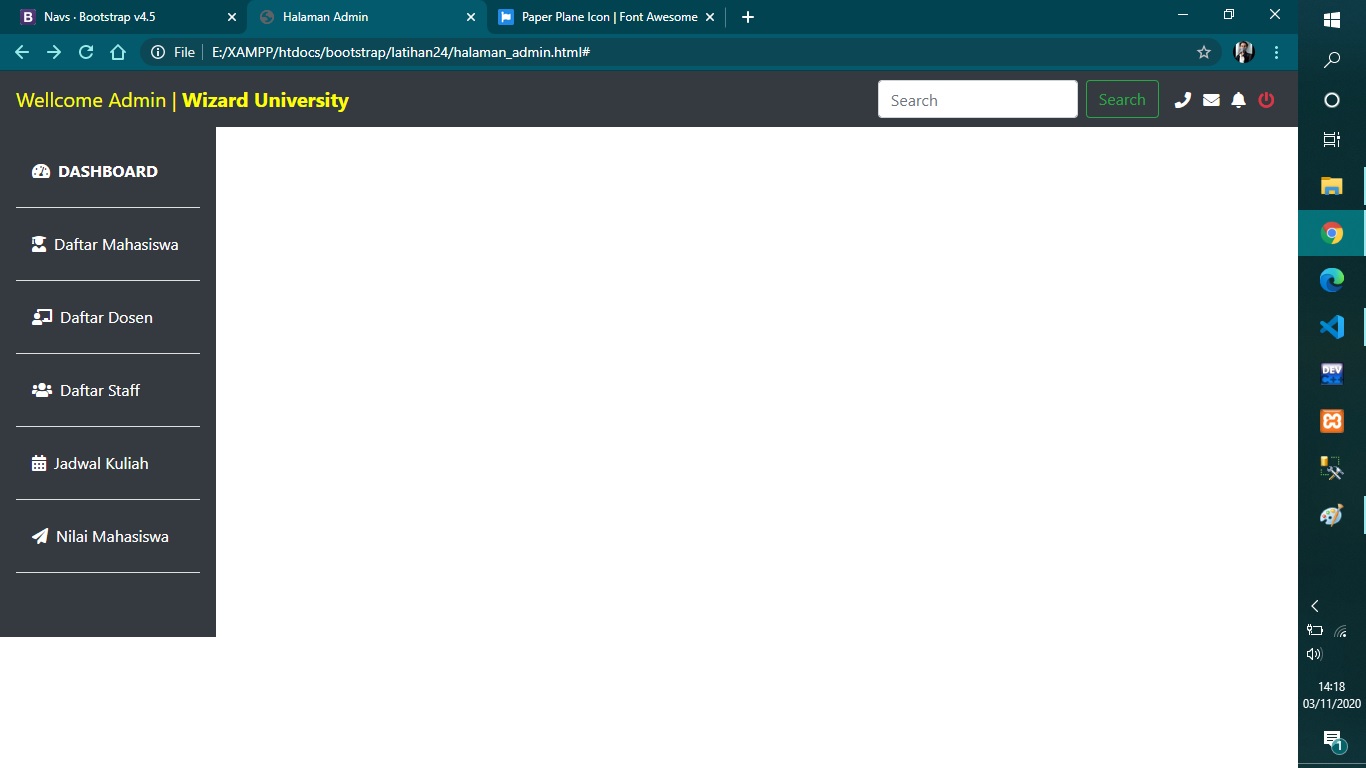 Navs · Bootstrap v4.5
Halaman Admin
Paper Plane Icon | Font Awesome
File
E:/XAMPP/htdocs/bootstrap/latihan24/halaman_admin.html#
Wellcome Admin | Wizard University
Search
Search
DASHBOARD
Daftar Mahasiswa
Daftar Dosen
Daftar Staff
Jadwal Kuliah
Nilai Mahasiswa
DEV
C++
14:18
03/11/2020
1